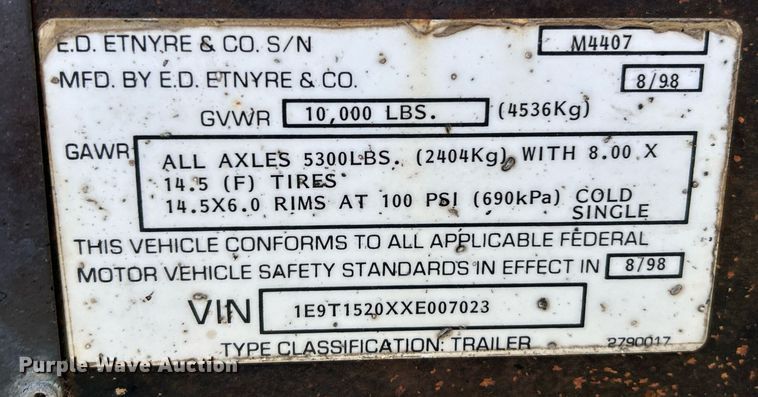 E.D. ETNYRE & CO. S/N M4407
MFD. BY E.D. ETNYRE & CO. 8/98
GVWR 10,000 LBS. (4536Kg)
GAWR ALL AXLES 5300LBS. (2404Kg) WITH 8.00 X
14.5 (F) TIRES
14.5X6.0 RIMS AT 100 PSI (690kPa) COLD
SINGLE
THIS VEHICLE CONFORMS TO ALL APPLICABLE FEDERAL
MOTOR VEHICLE SAFETY STANDARDS IN EFFECT IN 8/98
VIN 1E9T1520XXE007023
TYPE CLASSIFICATION: TRAILER 2790017
Purple Wave Auction